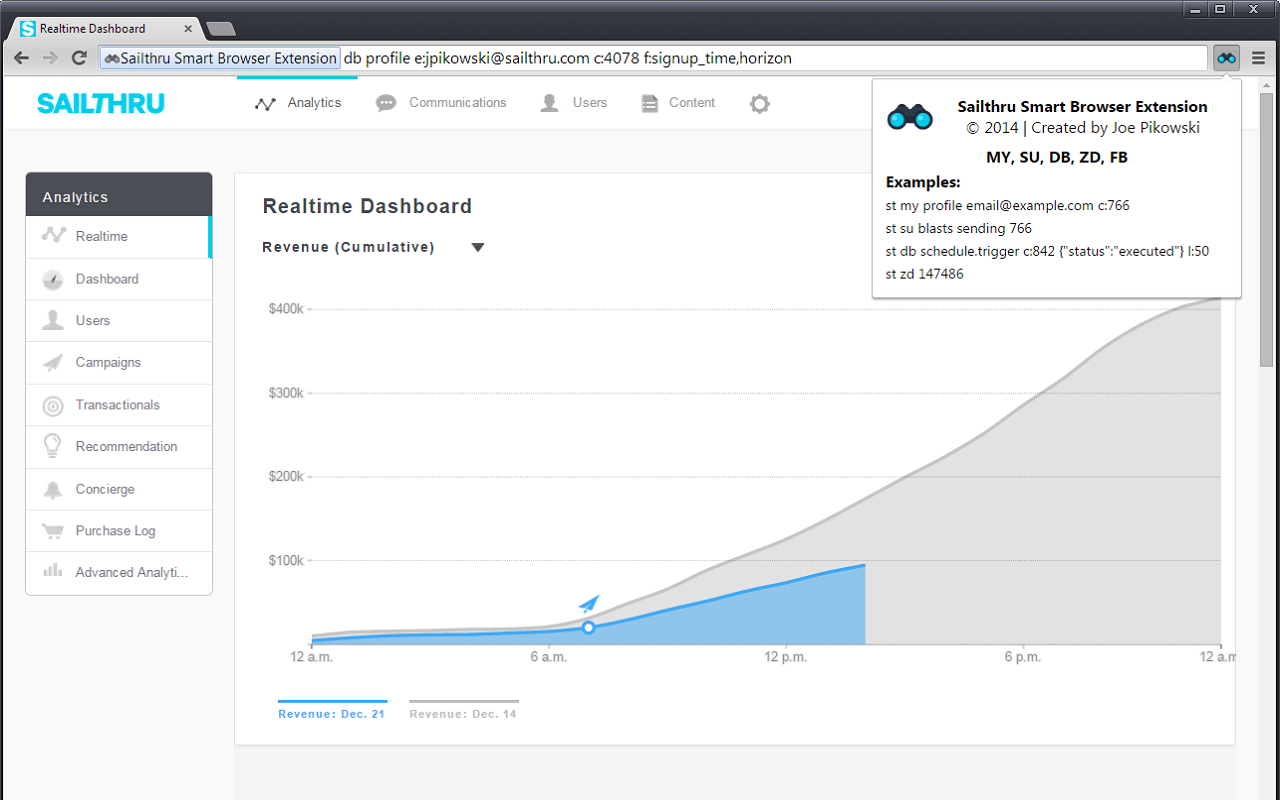 Realtime Dashboard
Sailthru Smart Browser Extension db profile e:jpikowski@sailthru.com c:4078 f:signup_time,horizon
SAILTHRU
Analytics
Communications
Users
Content
Sailthru Smart Browser Extension
© 2014 | Created by Joe Pikowski
MY, SU, DB, ZD, FB
Examples:
st my profile email@example.com c:766
st su blasts sending 766
st db schedule.trigger c:842 {"status":"executed"} l:50
st zd 147486
Analytics
Realtime
Dashboard
Users
Campaigns
Transactionals
Recommendation
Concierge
Purchase Log
Advanced Analyti...
Realtime Dashboard
Revenue (Cumulative)
$400k
$300k
$200k
$100k
12 a.m.
6 a.m.
12 p.m.
6 p.m.
12 a.m
Revenue: Dec. 21
Revenue: Dec. 14